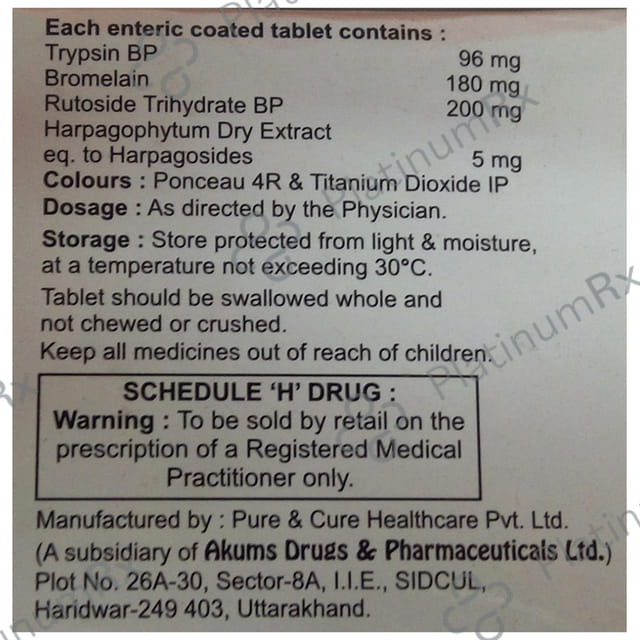 Each enteric coated tablet contains :
Trypsin BP 96 mg
Bromelain 180 mg
Rutoside Trihydrate BP 200 mg
Harpagophytum Dry Extract
eq. to Harpagosides 5 mg
Colours : Ponceau 4R & Titanium Dioxide IP
Dosage : As directed by the Physician.
Storage : Store protected from light & moisture,
at a temperature not exceeding 30°C.
Tablet should be swallowed whole and
not chewed or crushed.
Keep all medicines out of reach of children.
SCHEDULE 'H' DRUG :
Warning : To be sold by retail on the
prescription of a Registered Medical
Practitioner only.
Manufactured by : Pure & Cure Healthcare Pvt. Ltd.
(A subsidiary of Akums Drugs & Pharmaceuticals Ltd.)
Plot No. 26A-30, Sector-8A, I.I.E., SIDCUL,
Haridwar-249 403, Uttarakhand.
PlatinumRx
PlatinumRx
PlatinumRx